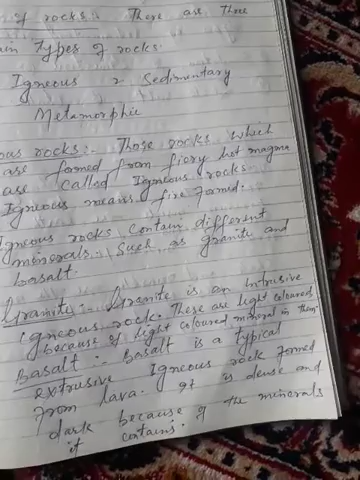 of rocks. There are Three
Types of rocks
Igneous 2 Sedimentary
Metamorphic
rocks:- Those rocks which
are formed from fiery hot magma
are called Igneous rocks.
Igneous means fire formed.
Igneous rocks contain different
minerals. Such as granite and
basalt.
Granite:- Granite is an Intrusive
igneous rock. These are light coloured
because of light coloured mineral in them.
Basalt:- Basalt is a typical
extrusive Igneous rock formed
from lava. It is dense and
dark because of the minerals
it contains.